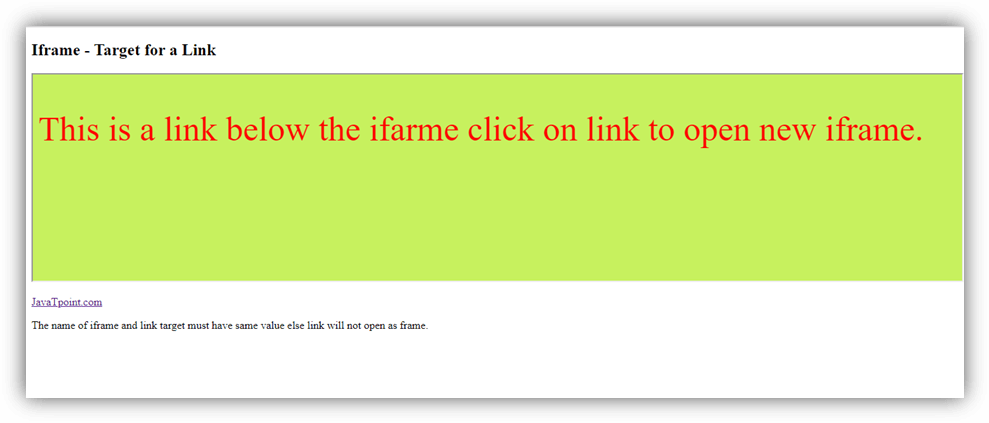 Iframe - Target for a Link
This is a link below the ifarme click on link to open new iframe.
JavaTpoint.com
The name of iframe and link target must have same value else link will not open as frame.